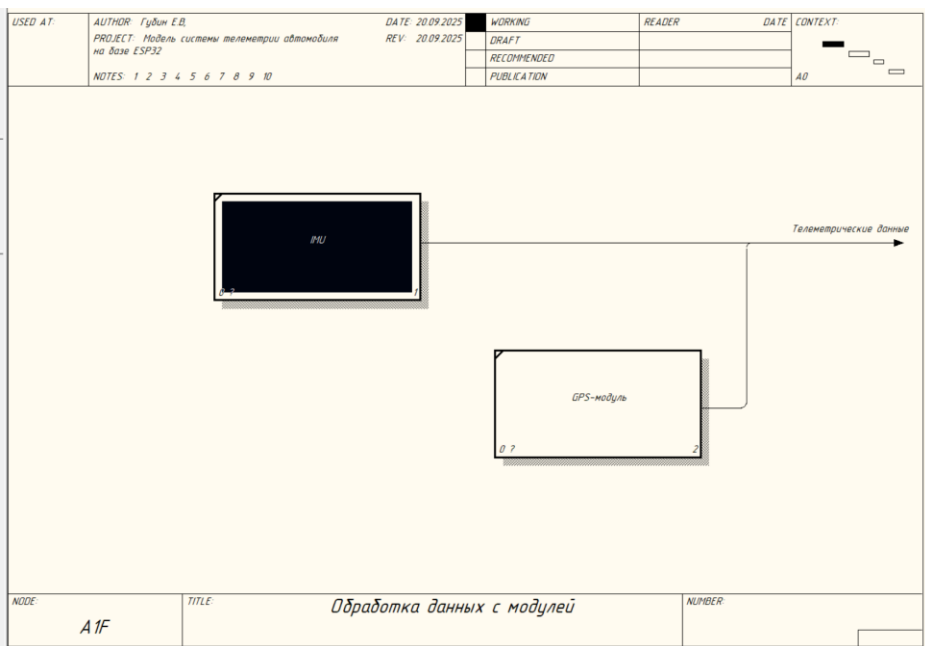 USED AT:
AUTHOR: Губин Е.В,
DATE: 20.09.2025
WORKING
READER
DATE
CONTEXT:
PROJECT: Модель системы телеметрии автомобиля
REV: 20.09.2025
DRAFT
на базе ESP32
RECOMMENDED
NOTES: 1 2 3 4 5 6 7 8 9 10
PUBLICATION
A0
Телеметрические данные
IMU
0 ?
1
GPS-модуль
0 ?
2
NODE:
TITLE:
Обработка данных с модулей
NUMBER:
A1F